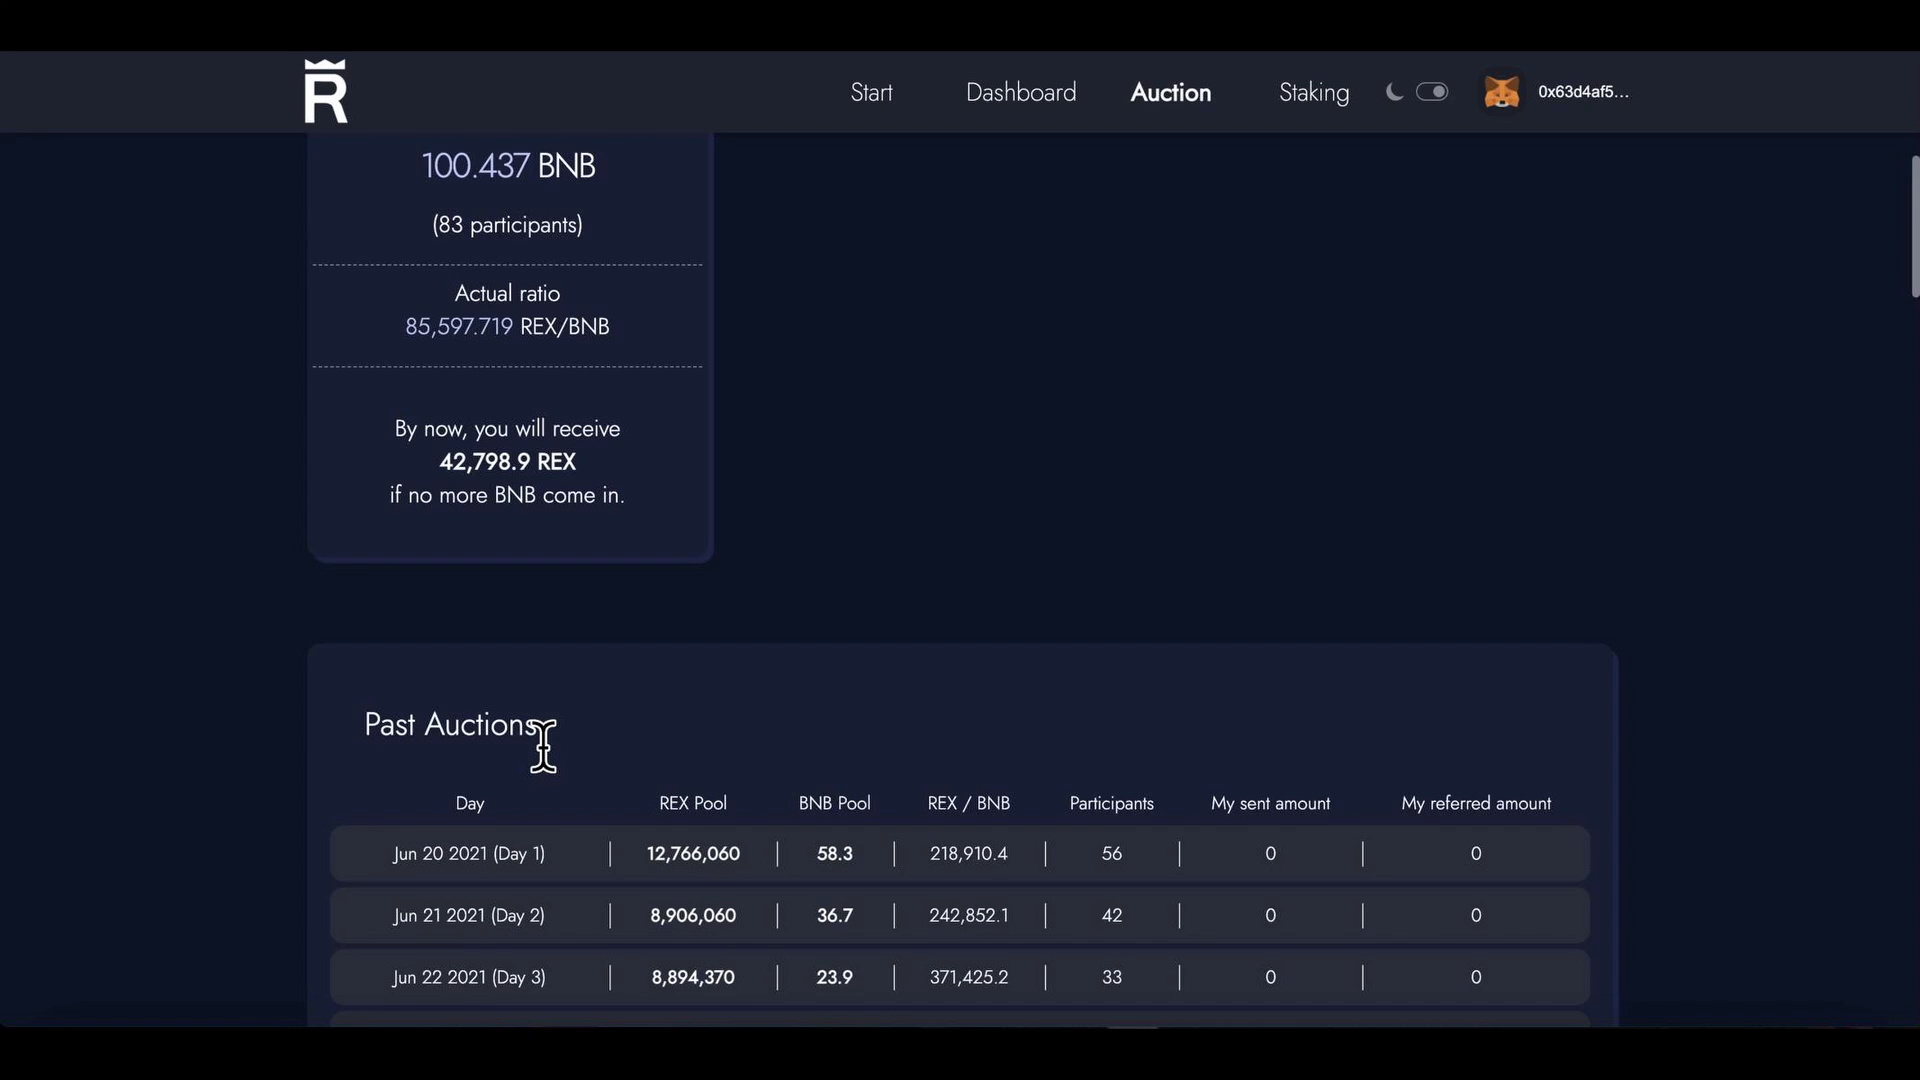 R
Start Dashboard Auction Staking 0x63d4af5...
100.437 BNB
(83 participants)
Actual ratio
85,597.719 REX/BNB
By now, you will receive
42,798.9 REX
if no more BNB come in.
Past Auctions
Day REX Pool BNB Pool REX / BNB Participants My sent amount My referred amount
Jun 20 2021 (Day 1) 12,766,060 58.3 218,910.4 56 0 0
Jun 21 2021 (Day 2) 8,906,060 36.7 242,852.1 42 0 0
Jun 22 2021 (Day 3) 8,894,370 23.9 371,425.2 33 0 0